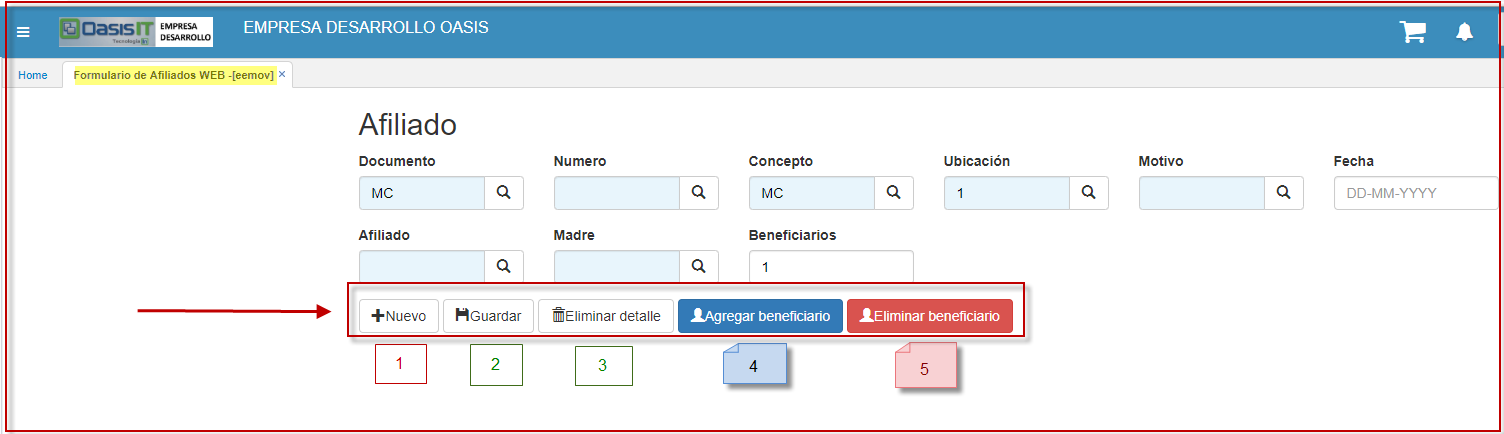 OasisIT EMPRESA DESARROLLO
Tecnología In
EMPRESA DESARROLLO OASIS
Home Formulario de Afiliados WEB -[eemov] ×
Afiliado
Documento Numero Concepto Ubicación Motivo Fecha
MC MC 1 DD-MM-YYYY
Afiliado Madre Beneficiarios
1
Nuevo Guardar Eliminar detalle Agregar beneficiario Eliminar beneficiario
1 2 3 4 5